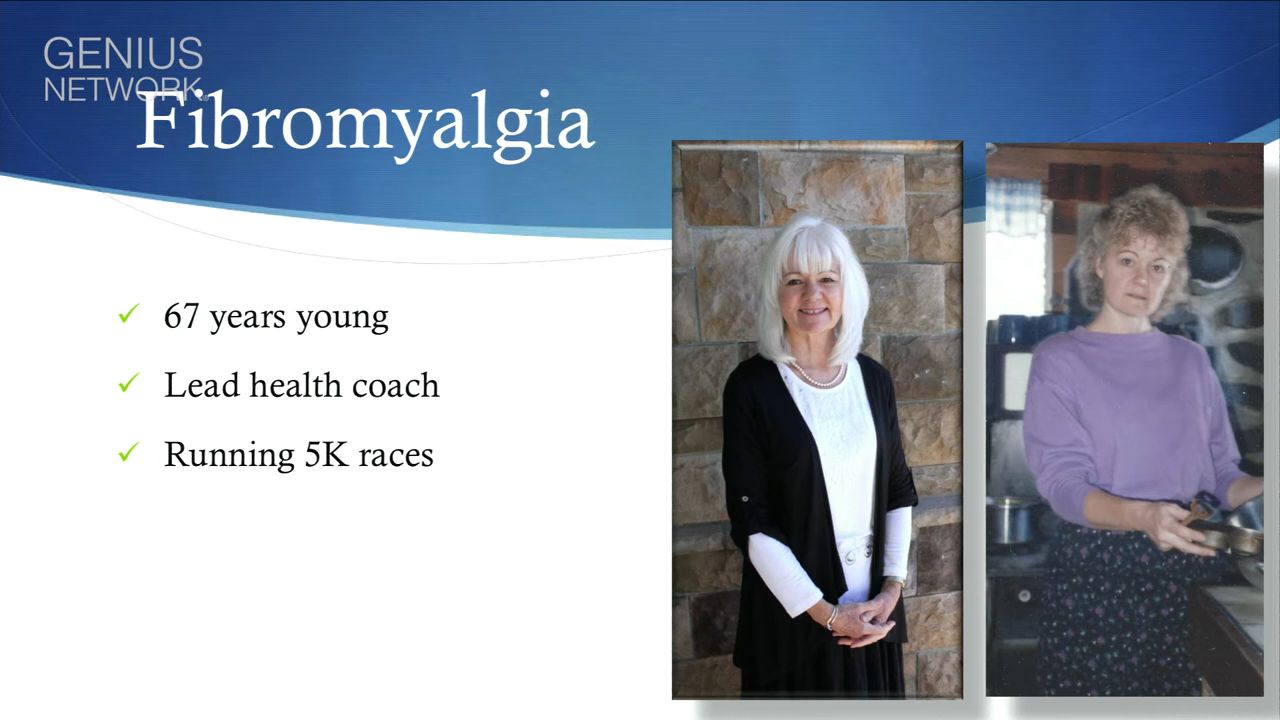 GENIUS
NETWORK®
Fibromyalgia
67 years young
Lead health coach
Running 5K races